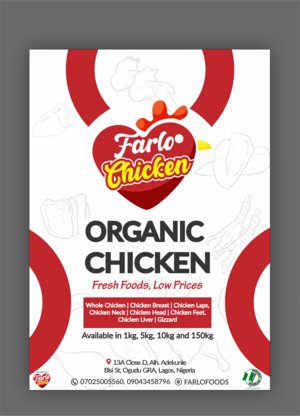 Farlo
Chicken
ORGANIC
CHICKEN
Fresh Foods, Low Prices
Whole Chicken | Chicken Breast | Chicken Laps,
Chicken Neck | Chicken Head | Chicken Feet,
Chicken Liver | Gizzard
Available in 1kg, 5kg, 10kg and 150kg
13A Close D, Alh. Adekunle
Bisi St, Ogudu GRA, Lagos, Nigeria
Farlo
07025005560, 09043458796 FARLOFOODS